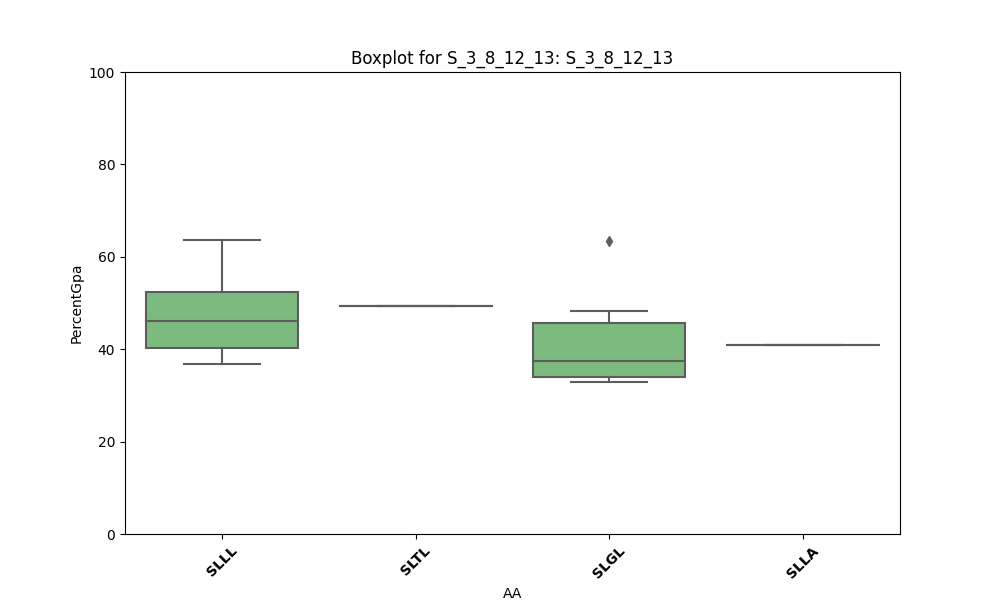 Boxplot for S_3_8_12_13: S_3_8_12_13
100
80
60
40
20
0
PercentGpa
SLLL
SLTL
SLGL
SLLA
AA